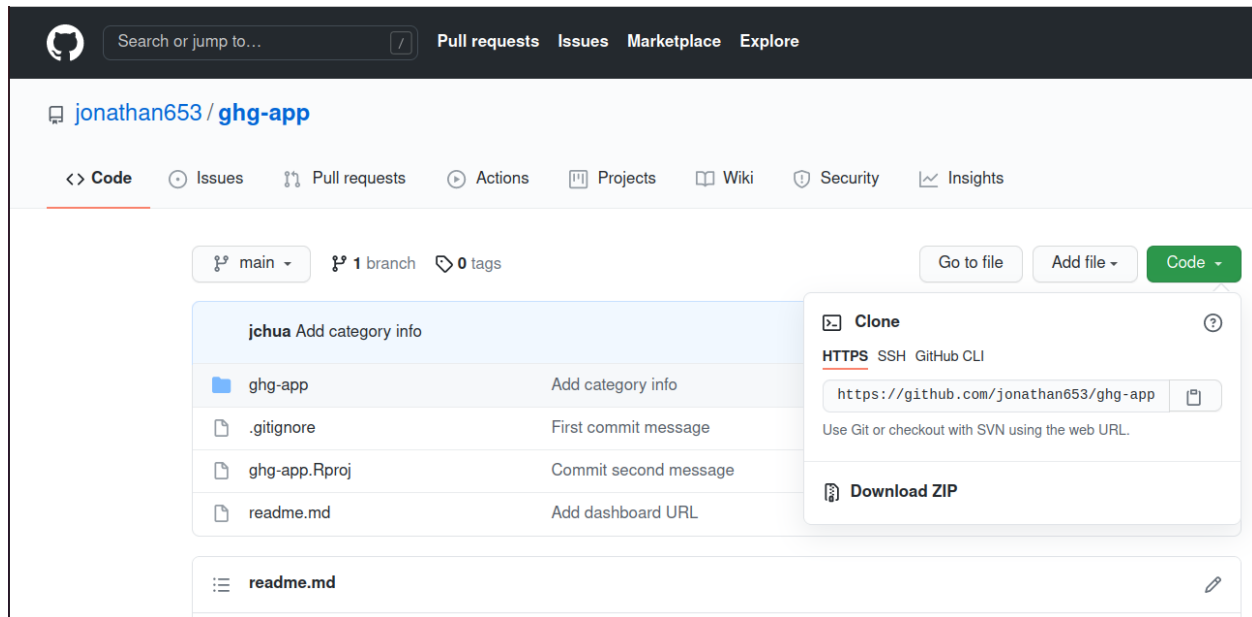 Search or jump to… / Pull requests Issues Marketplace Explore
jonathan653 / ghg-app
<> Code Issues Pull requests Actions Projects Wiki Security Insights
main 1 branch 0 tags Go to file Add file Code
jchua Add category info
ghg-app Add category info
.gitignore First commit message
ghg-app.Rproj Commit second message
readme.md Add dashboard URL
Clone
HTTPS SSH GitHub CLI
https://github.com/jonathan653/ghg-app
Use Git or checkout with SVN using the web URL.
Download ZIP
readme.md